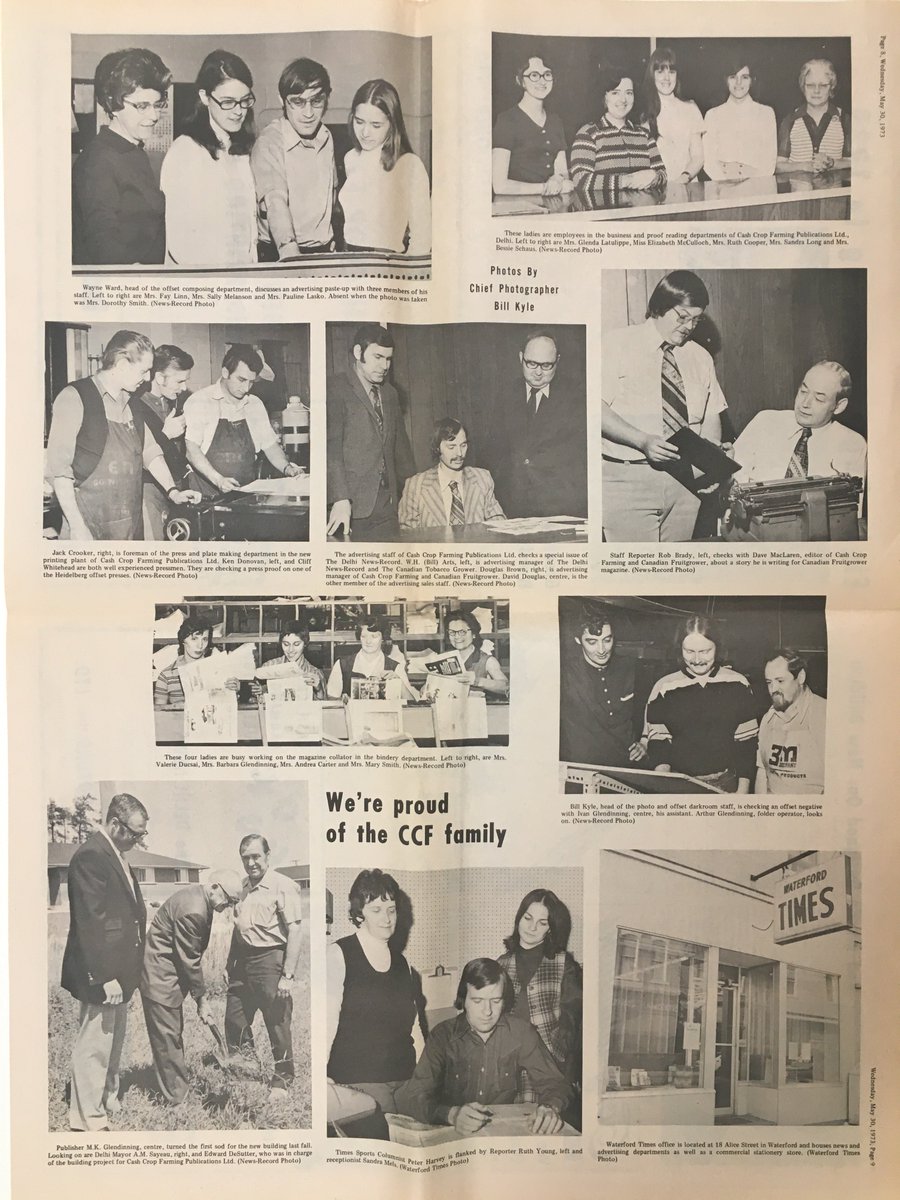 Page 8, Wednesday, May 30, 1973
Wayne Ward, head of the offset composing department, discusses an advertising paste-up with three members of his
staff. Left to right are Mrs. Fay Linn, Mrs. Sally Melanson and Mrs. Pauline Lasko. Absent when the photo was taken
was Mrs. Dorothy Smith. (News-Record Photo)
These ladies are employees in the business and proof reading departments of Cash Crop Farming Publications Ltd.,
Delhi. Left to right are Mrs. Glenda Latulippe, Miss Elizabeth McCulloch, Mrs. Ruth Cooper, Mrs. Sandra Long and Mrs.
Bessie Schaus. (News-Record Photo)
Photos By
Chief Photographer
Bill Kyle
Jack Crooker, right, is foreman of the press and plate making department in the new
printing plant of Cash Crop Farming Publications Ltd. Ken Donovan, left, and Cliff
Whitehead are both well experienced pressmen. They are checking a press proof on one of
the Heidelberg offset presses. (News-Record Photo)
The advertising staff of Cash Crop Farming Publications Ltd. checks a special issue of
The Delhi News-Record. W.H. (Bill) Arts, left, is advertising manager of The Delhi
News-Record and The Canadian Tobacco Grower. Douglas Brown, right, is advertising
manager of Cash Crop Farming and Canadian Fruitgrower. David Douglas, centre, is the
other member of the advertising sales staff. (News-Record Photo)
Staff Reporter Rob Brady, left, checks with Dave MacLaren, editor of Cash Crop
Farming and Canadian Fruitgrower, about a story he is writing for Canadian Fruitgrower
magazine. (News-Record Photo)
These four ladies are busy working on the magazine collator in the bindery department. Left to right, are Mrs.
Valerie Ducsai, Mrs. Barbara Glendinning, Mrs. Andrea Carter and Mrs. Mary Smith. (News-Record Photo)
3M
PRODUCTS
Bill Kyle, head of the photo and offset darkroom staff, is checking an offset negative
with Ivan Glendinning, centre, his assistant. Arthur Glendinning, folder operator, looks
on. (News-Record Photo)
We're proud
of the CCF family
WATERFORD
TIMES
Publisher M.K. Glendinning, centre, turned the first sod for the new building last fall.
Looking on are Delhi Mayor A.M. Sayeau, right, and Edward DeSutter, who was in charge
of the building project for Cash Crop Farming Publications Ltd. (News-Record Photo)
Times Sports Columnist Peter Harvey is flanked by Reporter Ruth Young, left and
receptionist Sandra Mels. (Waterford Times Photo)
Waterford Times office is located at 18 Alice Street in Waterford and houses news and
advertising departments as well as a commercial stationery store. (Waterford Times
Photo)
Wednesday, May 30, 1973, Page 9